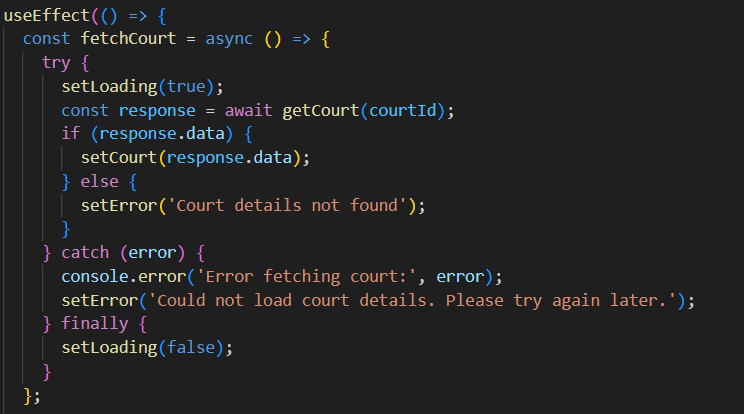 useEffect(() => {
  const fetchCourt = async () => {
    try {
      setLoading(true);
      const response = await getCourt(courtId);
      if (response.data) {
        setCourt(response.data);
      } else {
        setError('Court details not found');
      }
    } catch (error) {
      console.error('Error fetching court:', error);
      setError('Could not load court details. Please try again later.');
    } finally {
      setLoading(false);
    }
  };